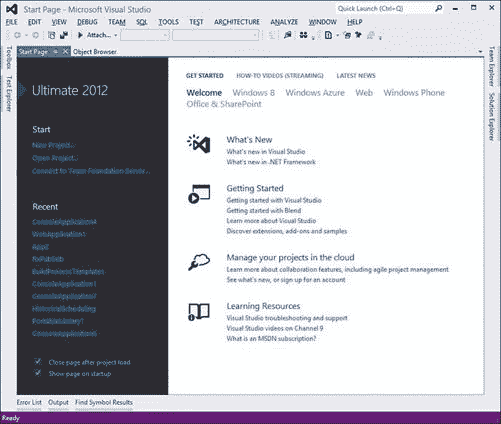 Start Page - Microsoft Visual Studio
Quick Launch (Ctrl+Q)
FILE EDIT VIEW DEBUG TEAM SQL TOOLS TEST ARCHITECTURE ANALYZE WINDOW HELP
Attach...
Start Page
Object Browser
Toolbox
Test Explorer
Ultimate 2012
Start
New Project...
Open Project...
Connect to Team Foundation Server...
Recent
ConsoleApplication4
WebApplication1
App2
BuildProcessTemplates
ConsoleApplication1
ConsoleApplication7
HistoricalScheduling
PortableLibrary1
Close page after project load
Show page on startup
GET STARTED HOW-TO VIDEOS (STREAMING) LATEST NEWS
Welcome Windows 8 Windows Azure Web Windows Phone
Office & SharePoint
What's New
What's new in Visual Studio
What's new in .NET Framework
Getting Started
Getting started with Visual Studio
Getting started with Blend
Learn more about Visual Studio
Discover extensions, add-ons and samples
Manage your projects in the cloud
Learn more about collaboration features, including agile project management
See what's new, or sign up for an account
Learning Resources
Visual Studio troubleshooting and support
Visual Studio videos on Channel 9
What is an MSDN subscription?
Team Explorer
Solution Explorer
Error List Output Find Symbol Results
Ready